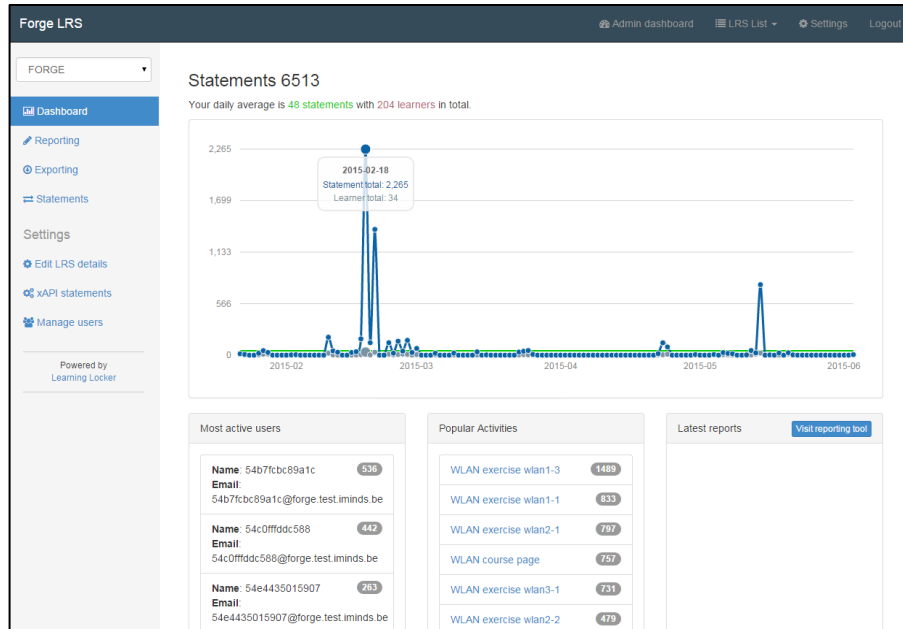 Forge LRS
Admin dashboard LRS List Settings Logout
FORGE
Dashboard
Reporting
Exporting
Statements
Settings
Edit LRS details
xAPI statements
Manage users
Powered by
Learning Locker
Statements 6513
Your daily average is 48 statements with 204 learners in total.
2,265
1,699
1,133
566
0
2015-02-18
Statement total: 2,265
Learner total: 34
2015-02 2015-03 2015-04 2015-05 2015-06
Most active users
Name: 54b7fcbc89a1c 536
Email:
54b7fcbc89a1c@forge.test.iminds.be
Name: 54c0fffddc588 442
Email:
54c0fffddc588@forge.test.iminds.be
Name: 54e4435015907 263
Email:
54e4435015907@forge.test.iminds.be
Popular Activities
WLAN exercise wlan1-3 1489
WLAN exercise wlan1-1 833
WLAN exercise wlan2-1 797
WLAN course page 757
WLAN exercise wlan3-1 731
WLAN exercise wlan2-2 479
Latest reports Visit reporting tool